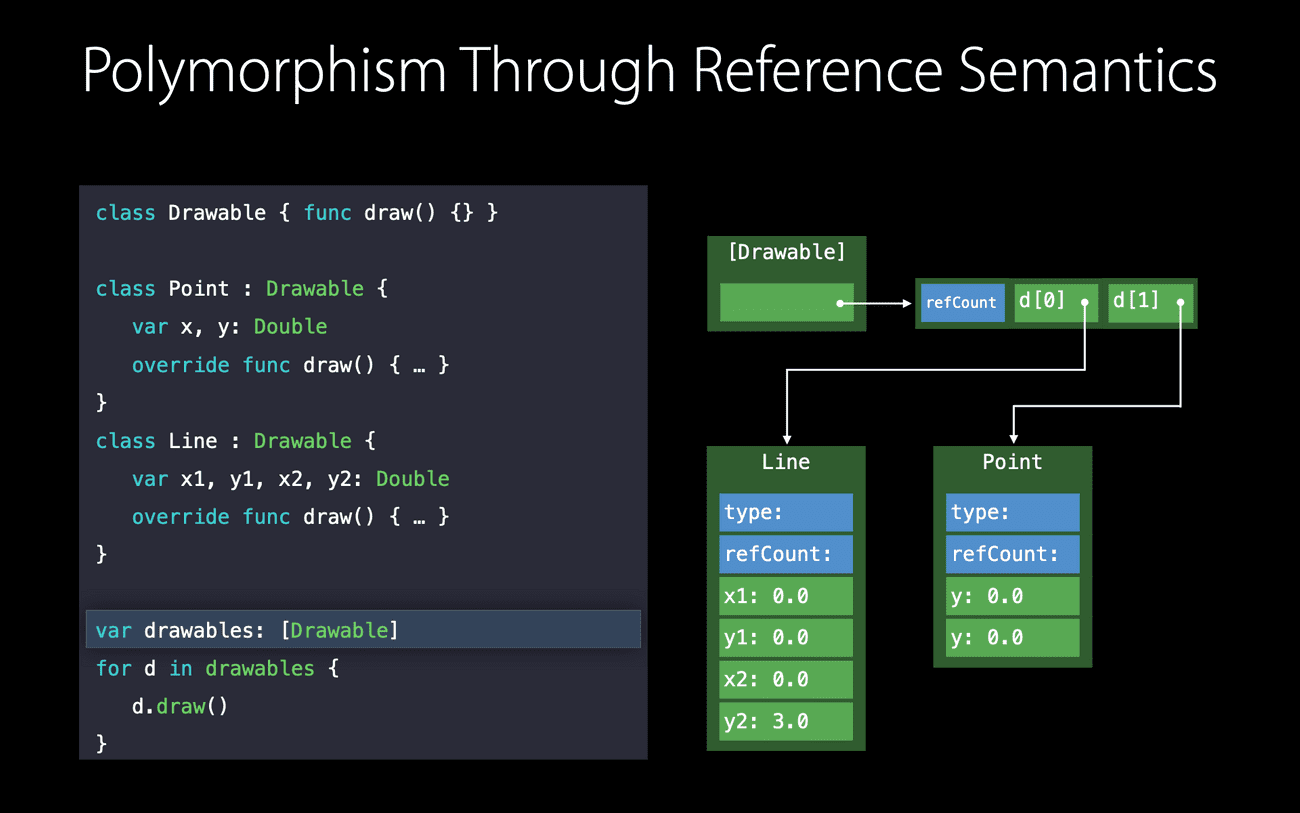 Polymorphism Through Reference Semantics
class Drawable { func draw() {} }
class Point : Drawable {
var x, y: Double
override func draw() { … }
}
class Line : Drawable {
var x1, y1, x2, y2: Double
override func draw() { … }
}
var drawables: [Drawable]
for d in drawables {
d.draw()
}
[Drawable]
refCount d[0] d[1]
Line
type:
refCount:
x1: 0.0
y1: 0.0
x2: 0.0
y2: 3.0
Point
type:
refCount:
y: 0.0
y: 0.0